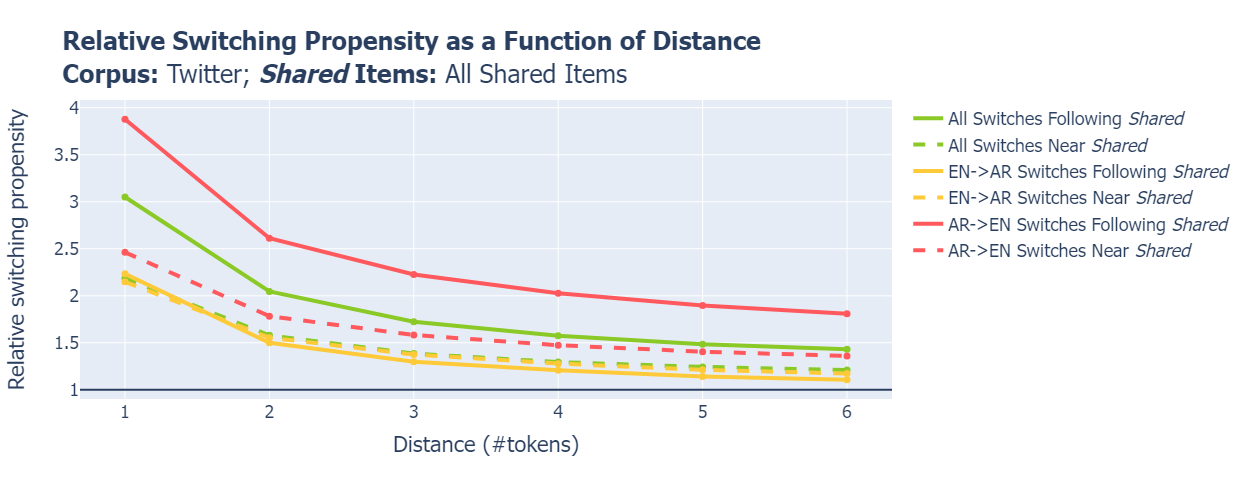 Relative Switching Propensity as a Function of Distance
Corpus: Twitter; Shared Items: All Shared Items
Relative switching propensity
4
3.5
3
2.5
2
1.5
1
1 2 3 4 5 6
Distance (#tokens)
All Switches Following Shared
All Switches Near Shared
EN->AR Switches Following Shared
EN->AR Switches Near Shared
AR->EN Switches Following Shared
AR->EN Switches Near Shared